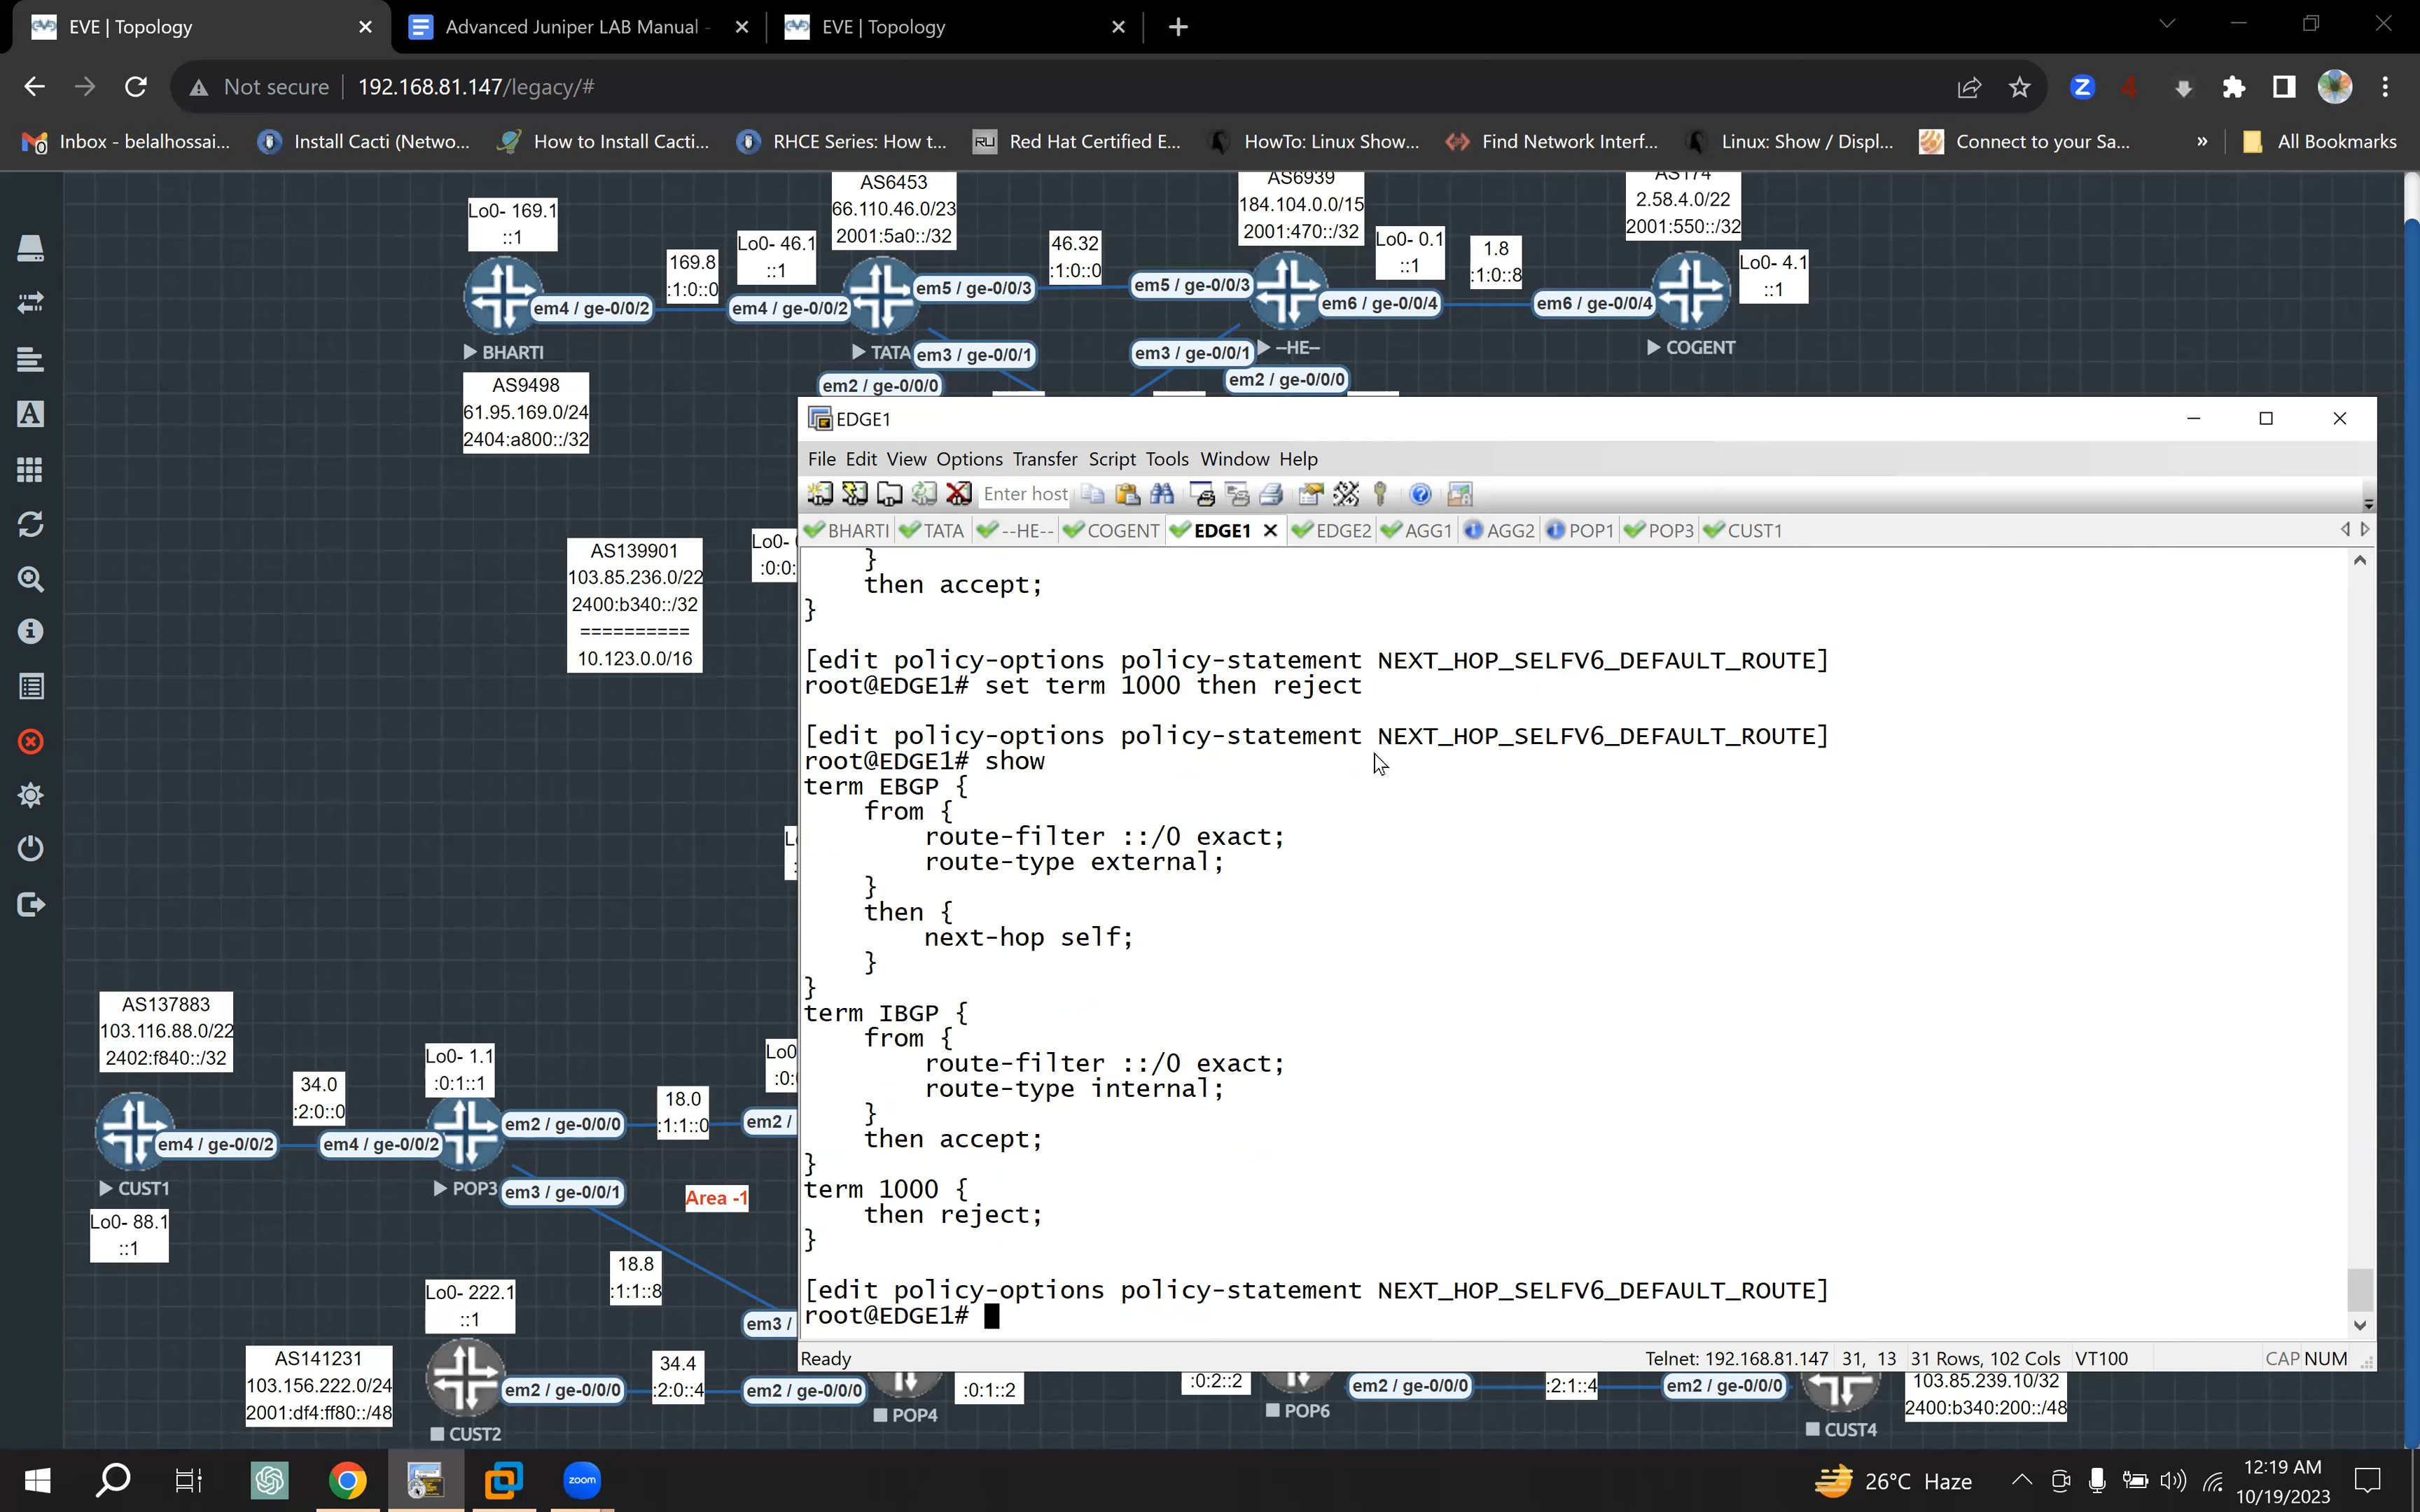 EVE | Topology
Advanced Juniper LAB Manual -
EVE | Topology
Not secure
192.168.81.147/legacy/#
Inbox - belalhossai...
Install Cacti (Netwo...
How to Install Cacti...
RHCE Series: How t...
Red Hat Certified E...
HowTo: Linux Show...
Find Network Interf...
Linux: Show / Displ...
Connect to your Sa...
»
All Bookmarks
Lo0- 169.1
::1
AS6453
66.110.46.0/23
2001:5a0::/32
AS6939
184.104.0.0/15
2001:470::/32
AS174
2.58.4.0/22
2001:550::/32
169.8
:1:0::0
Lo0- 46.1
::1
46.32
:1:0::0
Lo0- 0.1
::1
1.8
:1:0::8
Lo0- 4.1
::1
em4 / ge-0/0/2
em4 / ge-0/0/2
em5 / ge-0/0/3
em5 / ge-0/0/3
em6 / ge-0/0/4
em6 / ge-0/0/4
BHARTI
TATA
em3 / ge-0/0/1
em3 / ge-0/0/1
–HE–
COGENT
em2 / ge-0/0/0
em2 / ge-0/0/0
AS9498
61.95.169.0/24
2404:a800::/32
AS139901
103.85.236.0/22
2400:b340::/32
==========
10.123.0.0/16
Lo0-
:0:0:
AS137883
103.116.88.0/22
2402:f840::/32
34.0
:2:0::0
Lo0- 1.1
:0:1::1
18.0
:1:1::0
Lo0
em4 / ge-0/0/2
em4 / ge-0/0/2
em2 / ge-0/0/0
em2 /
CUST1
POP3
em3 / ge-0/0/1
Area -1
Lo0- 88.1
::1
18.8
:1:1::8
em3 /
Lo0- 222.1
::1
AS141231
103.156.222.0/24
2001:df4:ff80::/48
em2 / ge-0/0/0
34.4
:2:0::4
em2 / ge-0/0/0
CUST2
POP4
:0:1::2
:0:2::2
POP6
em2 / ge-0/0/0
:2:1::4
em2 / ge-0/0/0
CUST4
103.85.239.10/32
2400:b340:200::/48
EDGE1
File Edit View Options Transfer Script Tools Window Help
Enter host
BHARTI
TATA
--HE--
COGENT
EDGE1
EDGE2
AGG1
AGG2
POP1
POP3
CUST1
}
then accept;
}
[edit policy-options policy-statement NEXT_HOP_SELFV6_DEFAULT_ROUTE]
root@EDGE1# set term 1000 then reject
[edit policy-options policy-statement NEXT_HOP_SELFV6_DEFAULT_ROUTE]
root@EDGE1# show
term EBGP {
from {
route-filter ::/0 exact;
route-type external;
}
then {
next-hop self;
}
}
term IBGP {
from {
route-filter ::/0 exact;
route-type internal;
}
then accept;
}
term 1000 {
then reject;
}
[edit policy-options policy-statement NEXT_HOP_SELFV6_DEFAULT_ROUTE]
root@EDGE1#
Ready
Telnet: 192.168.81.147
31, 13
31 Rows, 102 Cols
VT100
CAP NUM
zoom
26°C Haze
12:19 AM
10/19/2023